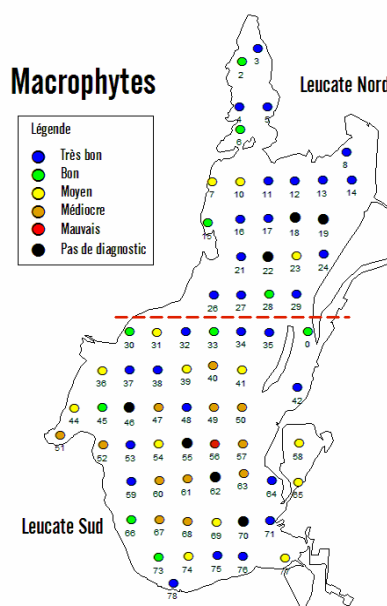 Macrophytes
Leucate Nord
Légende
Très bon
Bon
Moyen
Médiocre
Mauvais
Pas de diagnostic
3
2
4 5
6
8
7 10 11 12 13 14
15 16 17 18 19
21 22 23 24
26 27 28 29
30 31 32 33 34 35 0
36 37 38 39 40 41
42
44 45 46 47 48 49 50
51 52 53 54 55 56 57 58
59 60 61 62 63 64 65
Leucate Sud
66 67 68 69 70 71
73 74 75 76 77
78